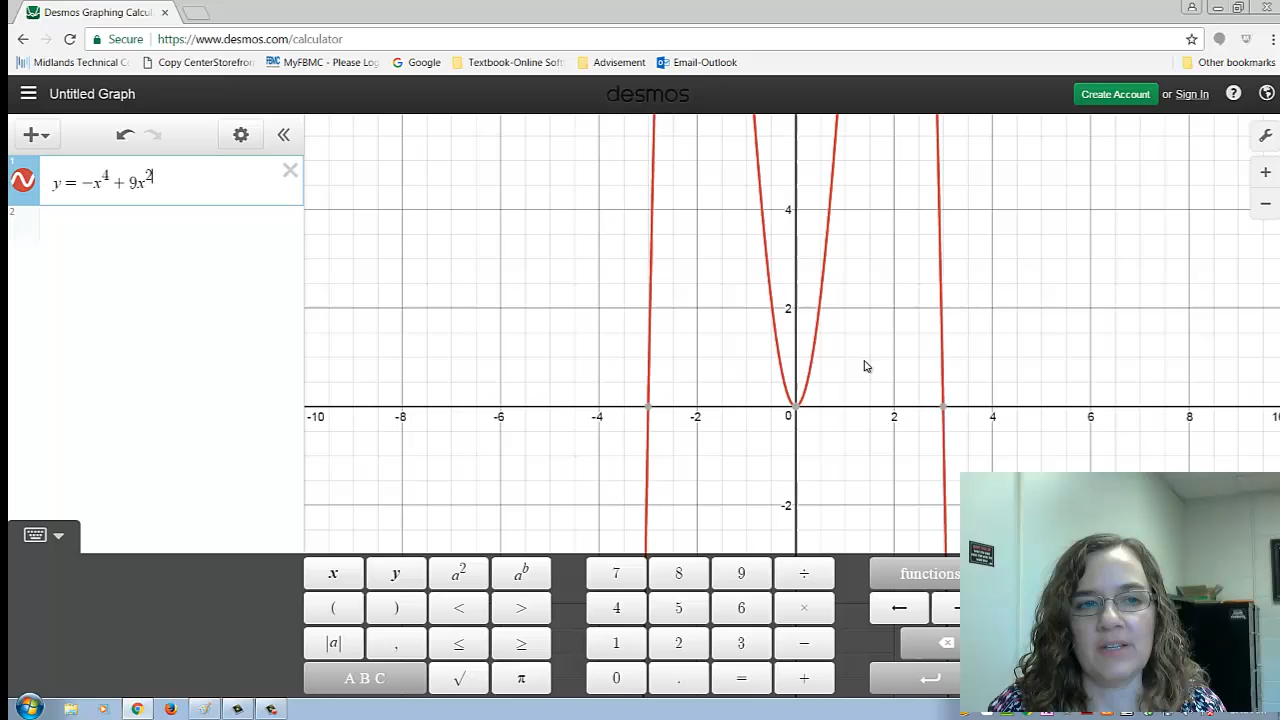 Desmos Graphing Calcul
Secure https://www.desmos.com/calculator
Midlands Technical C Copy CenterStorefron MyFBMC - Please Log Google Textbook-Online Soft Advisement Email-Outlook Other bookmarks
Untitled Graph desmos Create Account or Sign In ?
1
y = −x⁴ + 9x²
2
4
2
-10 -8 -6 -4 -2 0 2 4 6 8 10
-2
x y a² aᵇ 7 8 9 ÷ functions
( ) < > 4 5 6 ×
|a| , ≤ ≥ 1 2 3 −
A B C √ π 0 . = +